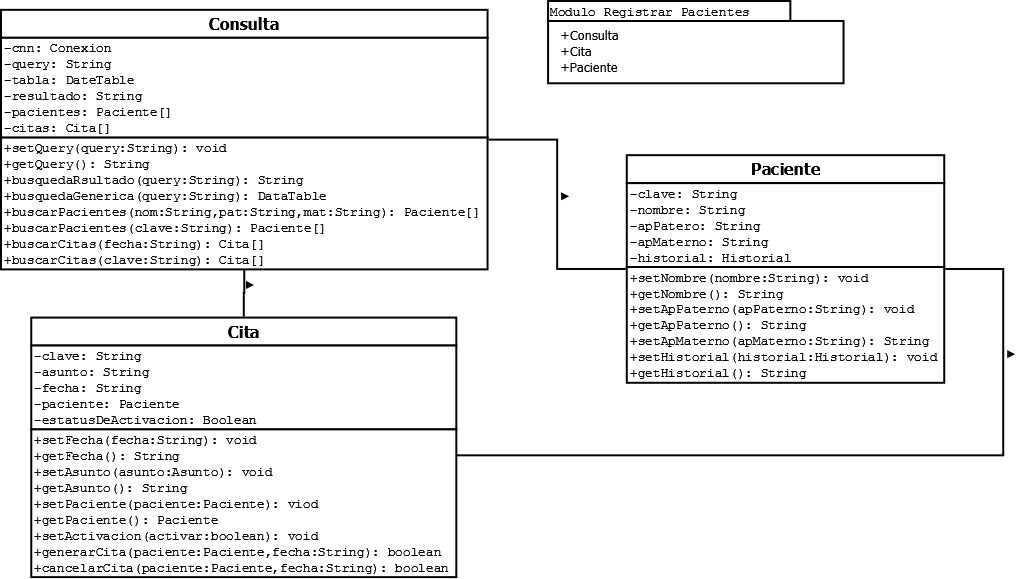 Consulta
-cnn: Conexion
-query: String
-tabla: DateTable
-resultado: String
-pacientes: Paciente[]
-citas: Cita[]
+setQuery(query:String): void
+getQuery(): String
+busquedaRsultado(query:String): String
+busquedaGenerica(query:String): DataTable
+buscarPacientes(nom:String,pat:String,mat:String): Paciente[]
+buscarPacientes(clave:String): Paciente[]
+buscarCitas(fecha:String): Cita[]
+buscarCitas(clave:String): Cita[]
Modulo Registrar Pacientes
+Consulta
+Cita
+Paciente
Paciente
-clave: String
-nombre: String
-apPatero: String
-apMaterno: String
-historial: Historial
+setNombre(nombre:String): void
+getNombre(): String
+setApPaterno(apPaterno:String): void
+getApPaterno(): String
+setApMaterno(apMaterno:String): String
+setHistorial(historial:Historial): void
+getHistorial(): String
Cita
-clave: String
-asunto: String
-fecha: String
-paciente: Paciente
-estatusDeActivacion: Boolean
+setFecha(fecha:String): void
+getFecha(): String
+setAsunto(asunto:Asunto): void
+getAsunto(): String
+setPaciente(paciente:Paciente): viod
+getPaciente(): Paciente
+setActivacion(activar:boolean): void
+generarCita(paciente:Paciente,fecha:String): boolean
+cancelarCita(paciente:Paciente,fecha:String): boolean